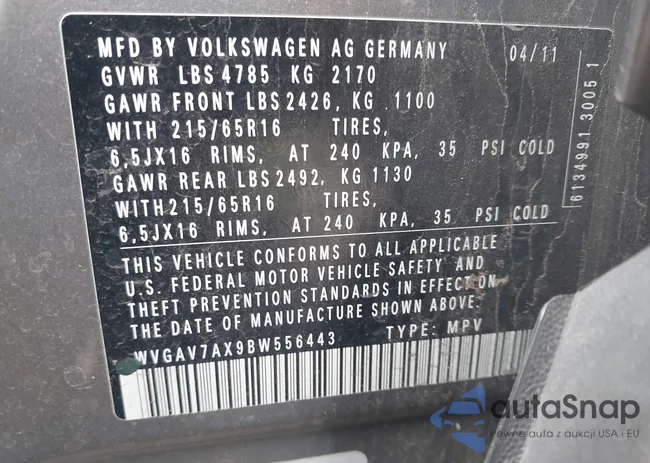 MFD BY VOLKSWAGEN AG GERMANY 04/11
GVWR LBS 4785 KG 2170
GAWR FRONT LBS 2426, KG 1100
WITH 215/65R16 TIRES,
6,5JX16 RIMS, AT 240 KPA, 35 PSI COLD
GAWR REAR LBS 2492, KG 1130
WITH 215/65R16 TIRES,
6,5JX16 RIMS, AT 240 KPA, 35 PSI COLD
THIS VEHICLE CONFORMS TO ALL APPLICABLE
U.S. FEDERAL MOTOR VEHICLE SAFETY AND
THEFT PREVENTION STANDARDS IN EFFECT ON
THE DATE OF MANUFACTURE SHOWN ABOVE.
WVGAV7AX9BW556443 TYPE: MPV
6134991 3005 1
autaSnap
Pewne auta z aukcji USA i EU